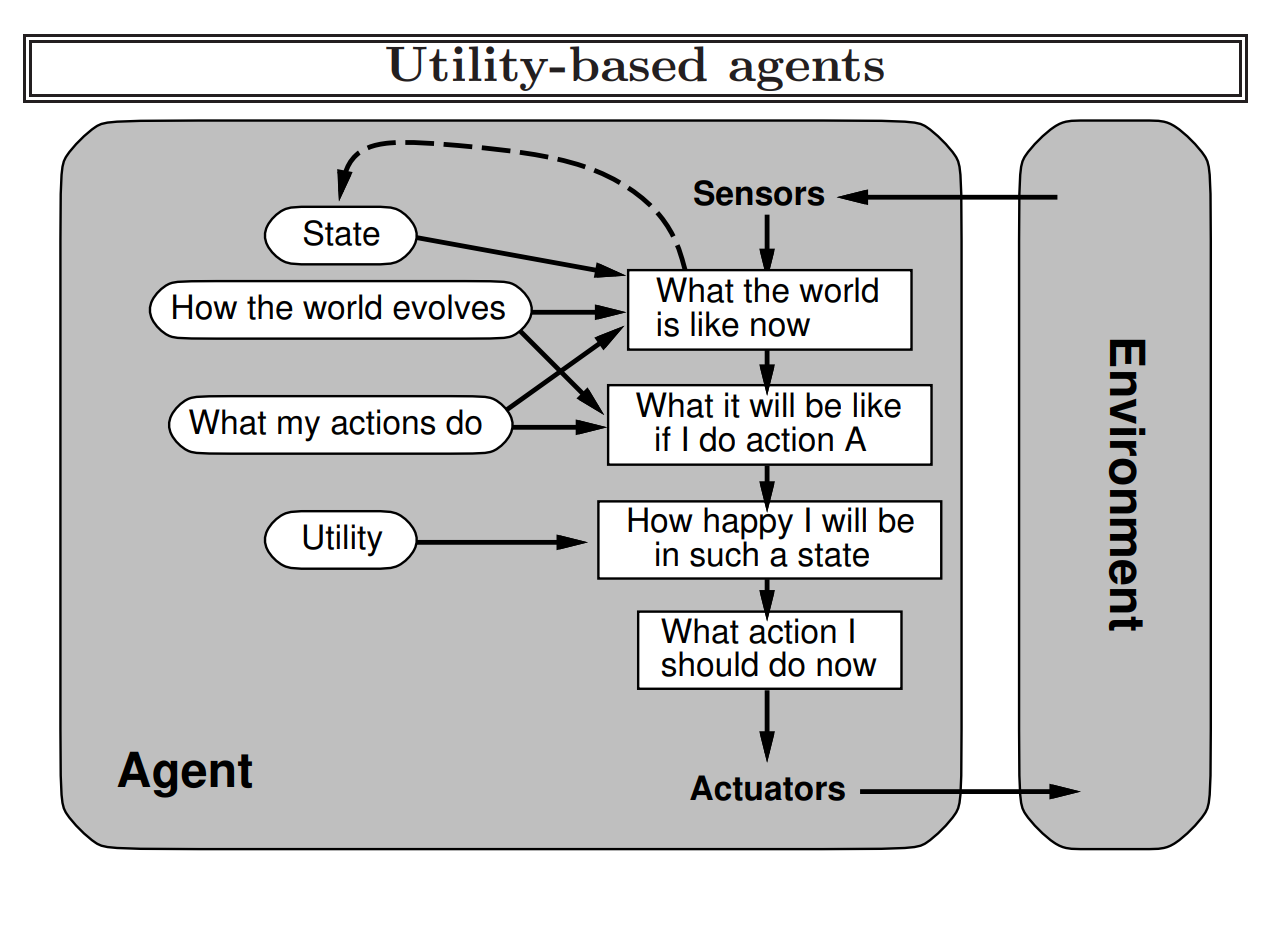 Utility-based agents
Sensors
State
What the world
is like now
How the world evolves
What my actions do
What it will be like
if I do action A
Utility
How happy I will be
in such a state
What action I
should do now
Agent
Actuators
Environment